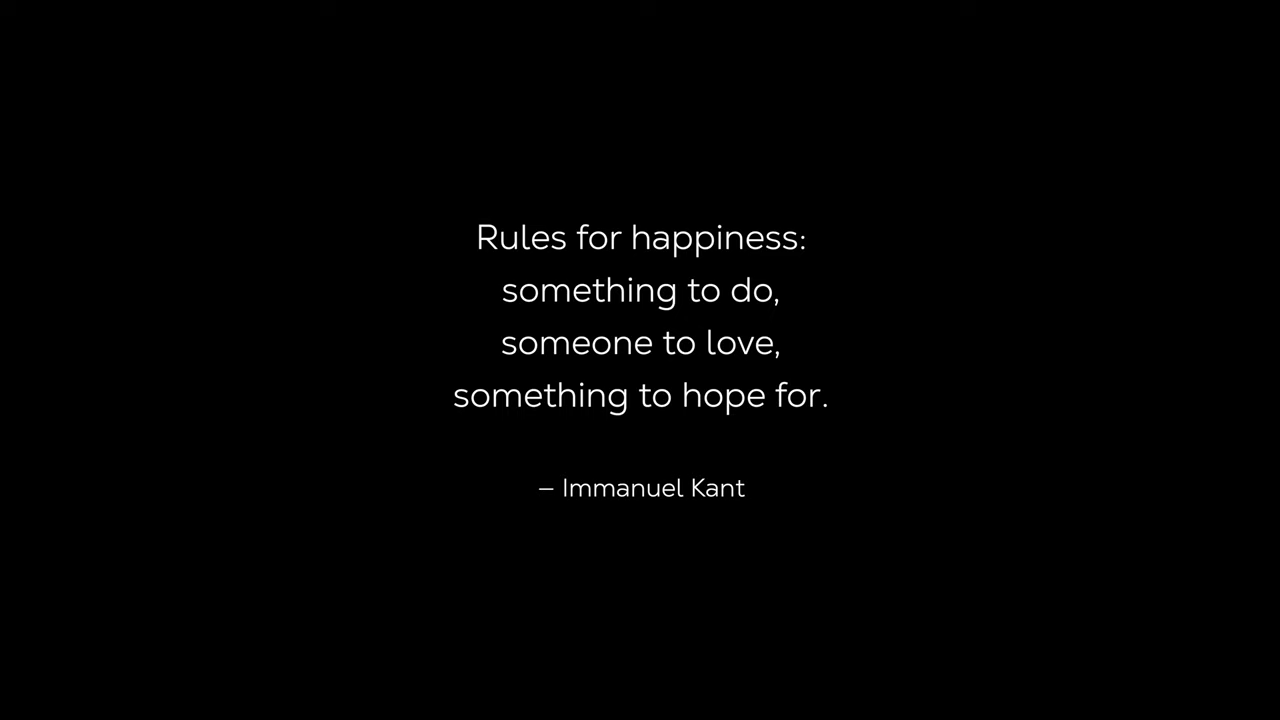 Rules for happiness:
something to do,
someone to love,
something to hope for.
– Immanuel Kant